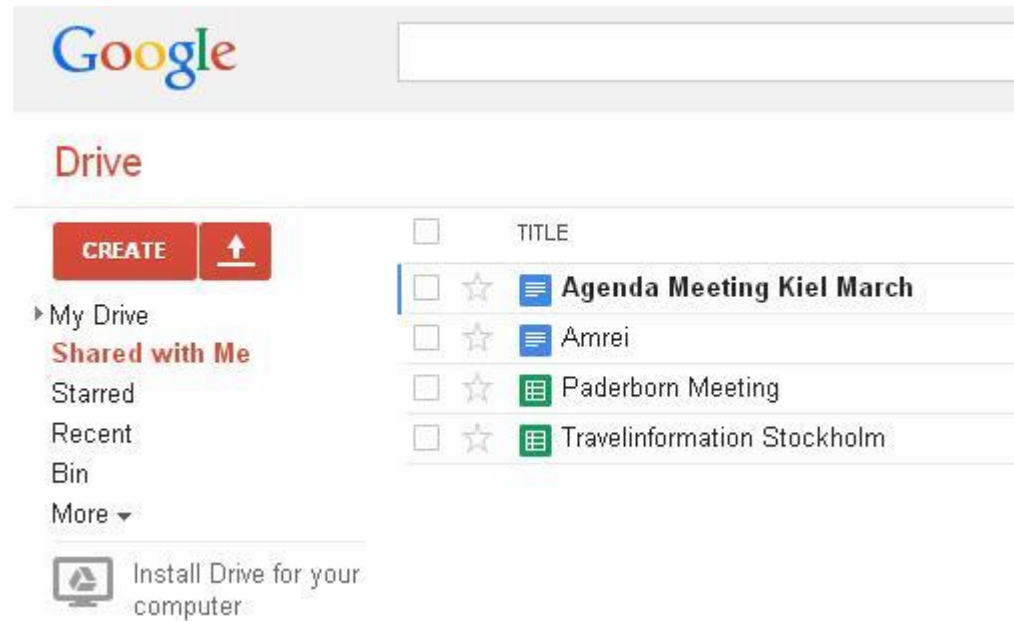 Google
Drive
CREATE
My Drive
Shared with Me
Starred
Recent
Bin
More
Install Drive for your
computer
TITLE
Agenda Meeting Kiel March
Amrei
Paderborn Meeting
Travelinformation Stockholm